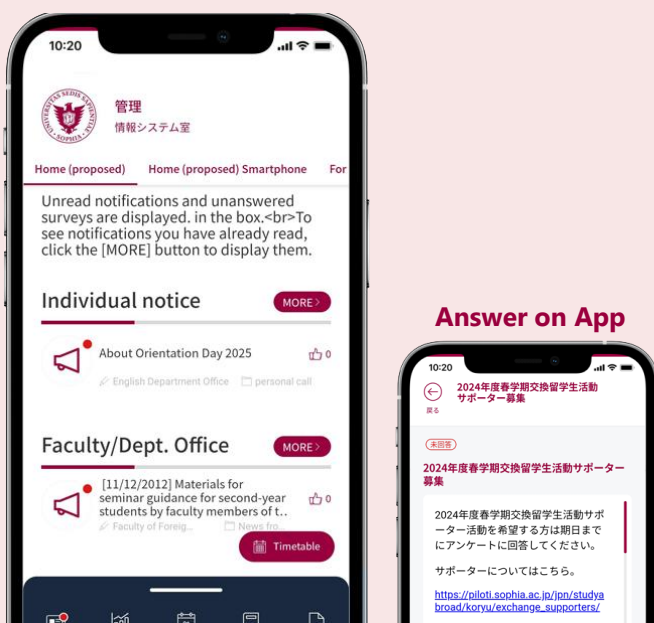 10:20
管理
情報システム室
Home (proposed)
Home (proposed) Smartphone
For
Unread notifications and unanswered
surveys are displayed. in the box.<br>To
see notifications you have already read,
click the [MORE] button to display them.
Individual notice
MORE >
About Orientation Day 2025
0
English Department Office
personal call
Faculty/Dept. Office
MORE >
[11/12/2012] Materials for
seminar guidance for second-year
students by faculty members of t..
0
Faculty of Foreig...
News fro...
Timetable
Answer on App
10:20
2024年度春学期交換留学生活動
サポーター募集
戻る
未回答
2024年度春学期交換留学生活動サポーター
募集
2024年度春学期交換留学生活動サポ
ーター活動を希望する方は期日まで
にアンケートに回答してください。
サポーターについてはこちら。
https://piloti.sophia.ac.jp/jpn/studya
broad/koryu/exchange_supporters/